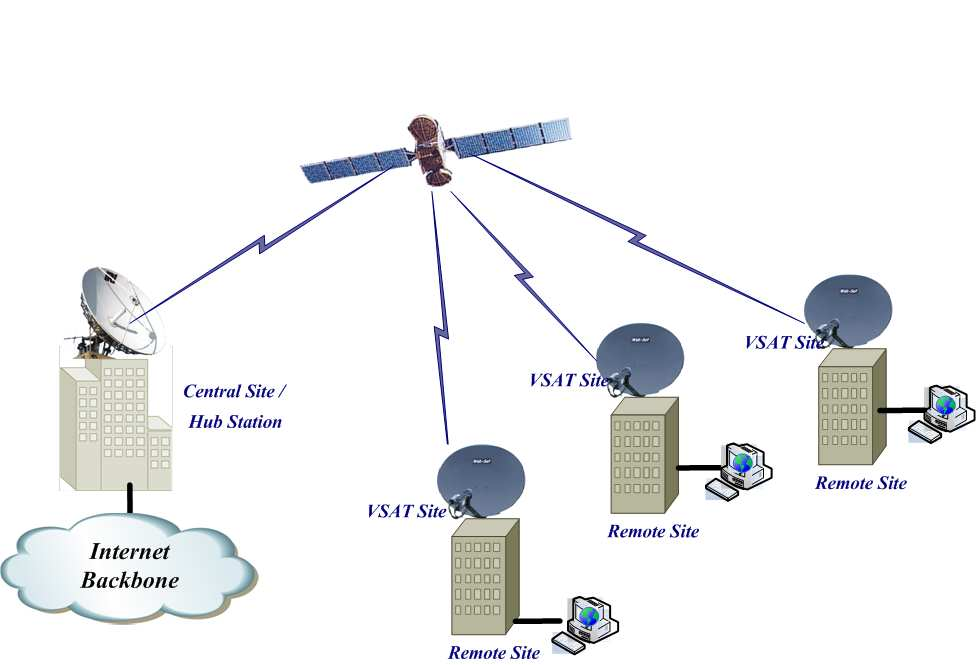 VSAT Site
Central Site /
Hub Station
VSAT Site
VSAT Site
Remote Site
Remote Site
Internet
Backbone
Remote Site